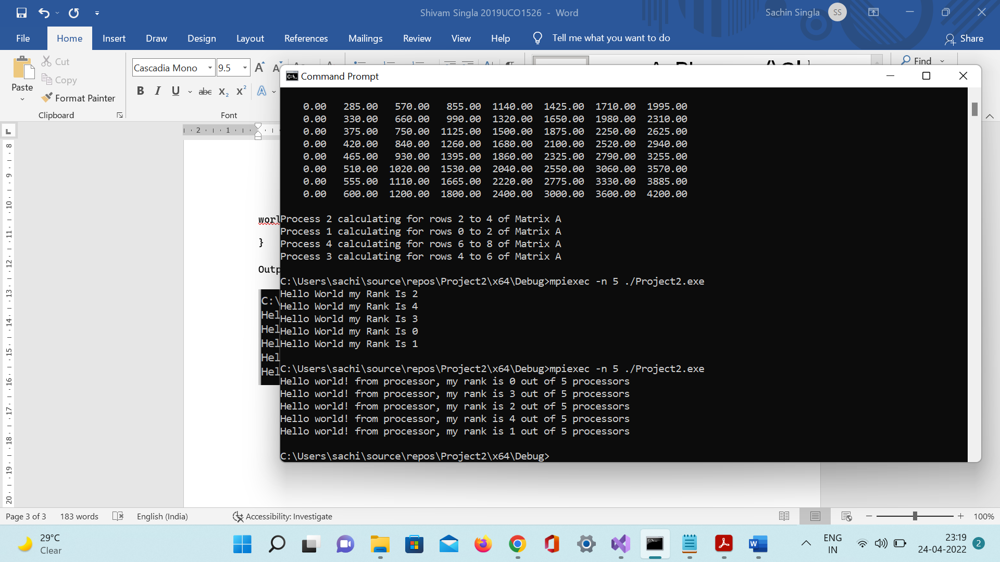 Shivam Singla 2019UCO1526 - Word
Sachin Singla SS
File Home Insert Draw Design Layout References Mailings Review View Help Tell me what you want to do Share
Paste
Cut
Copy
Format Painter
Clipboard
Cascadia Mono 9.5
Font
Find
Command Prompt
0.00 285.00 570.00 855.00 1140.00 1425.00 1710.00 1995.00
0.00 330.00 660.00 990.00 1320.00 1650.00 1980.00 2310.00
0.00 375.00 750.00 1125.00 1500.00 1875.00 2250.00 2625.00
0.00 420.00 840.00 1260.00 1680.00 2100.00 2520.00 2940.00
0.00 465.00 930.00 1395.00 1860.00 2325.00 2790.00 3255.00
0.00 510.00 1020.00 1530.00 2040.00 2550.00 3060.00 3570.00
0.00 555.00 1110.00 1665.00 2220.00 2775.00 3330.00 3885.00
0.00 600.00 1200.00 1800.00 2400.00 3000.00 3600.00 4200.00
Process 2 calculating for rows 2 to 4 of Matrix A
Process 1 calculating for rows 0 to 2 of Matrix A
Process 4 calculating for rows 6 to 8 of Matrix A
Process 3 calculating for rows 4 to 6 of Matrix A
C:\Users\sachi\source\repos\Project2\x64\Debug>mpiexec -n 5 ./Project2.exe
Hello World my Rank Is 2
Hello World my Rank Is 4
Hello World my Rank Is 3
Hello World my Rank Is 0
Hello World my Rank Is 1
C:\Users\sachi\source\repos\Project2\x64\Debug>mpiexec -n 5 ./Project2.exe
Hello world! from processor, my rank is 0 out of 5 processors
Hello world! from processor, my rank is 3 out of 5 processors
Hello world! from processor, my rank is 2 out of 5 processors
Hello world! from processor, my rank is 4 out of 5 processors
Hello world! from processor, my rank is 1 out of 5 processors
C:\Users\sachi\source\repos\Project2\x64\Debug>
}
Page 3 of 3 183 words English (India) Accessibility: Investigate 100%
29°C
Clear
ENG
IN
23:19
24-04-2022
2